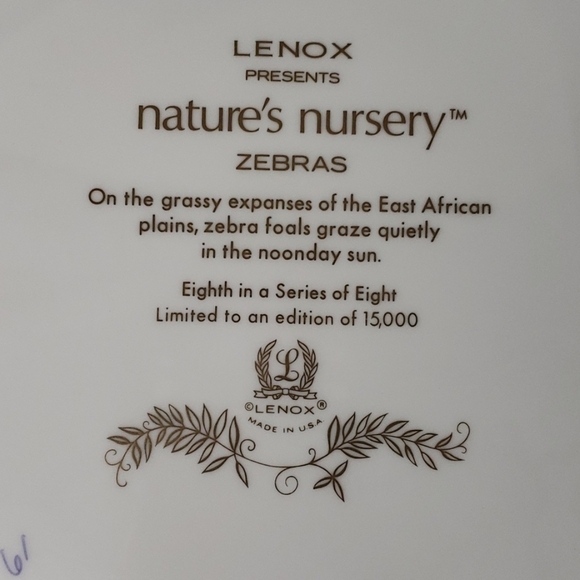 LENOX
PRESENTS
nature's nursery™
ZEBRAS
On the grassy expanses of the East African
plains, zebra foals graze quietly
in the noonday sun.
Eighth in a Series of Eight
Limited to an edition of 15,000
L
©LENOX®
MADE IN U.S.A